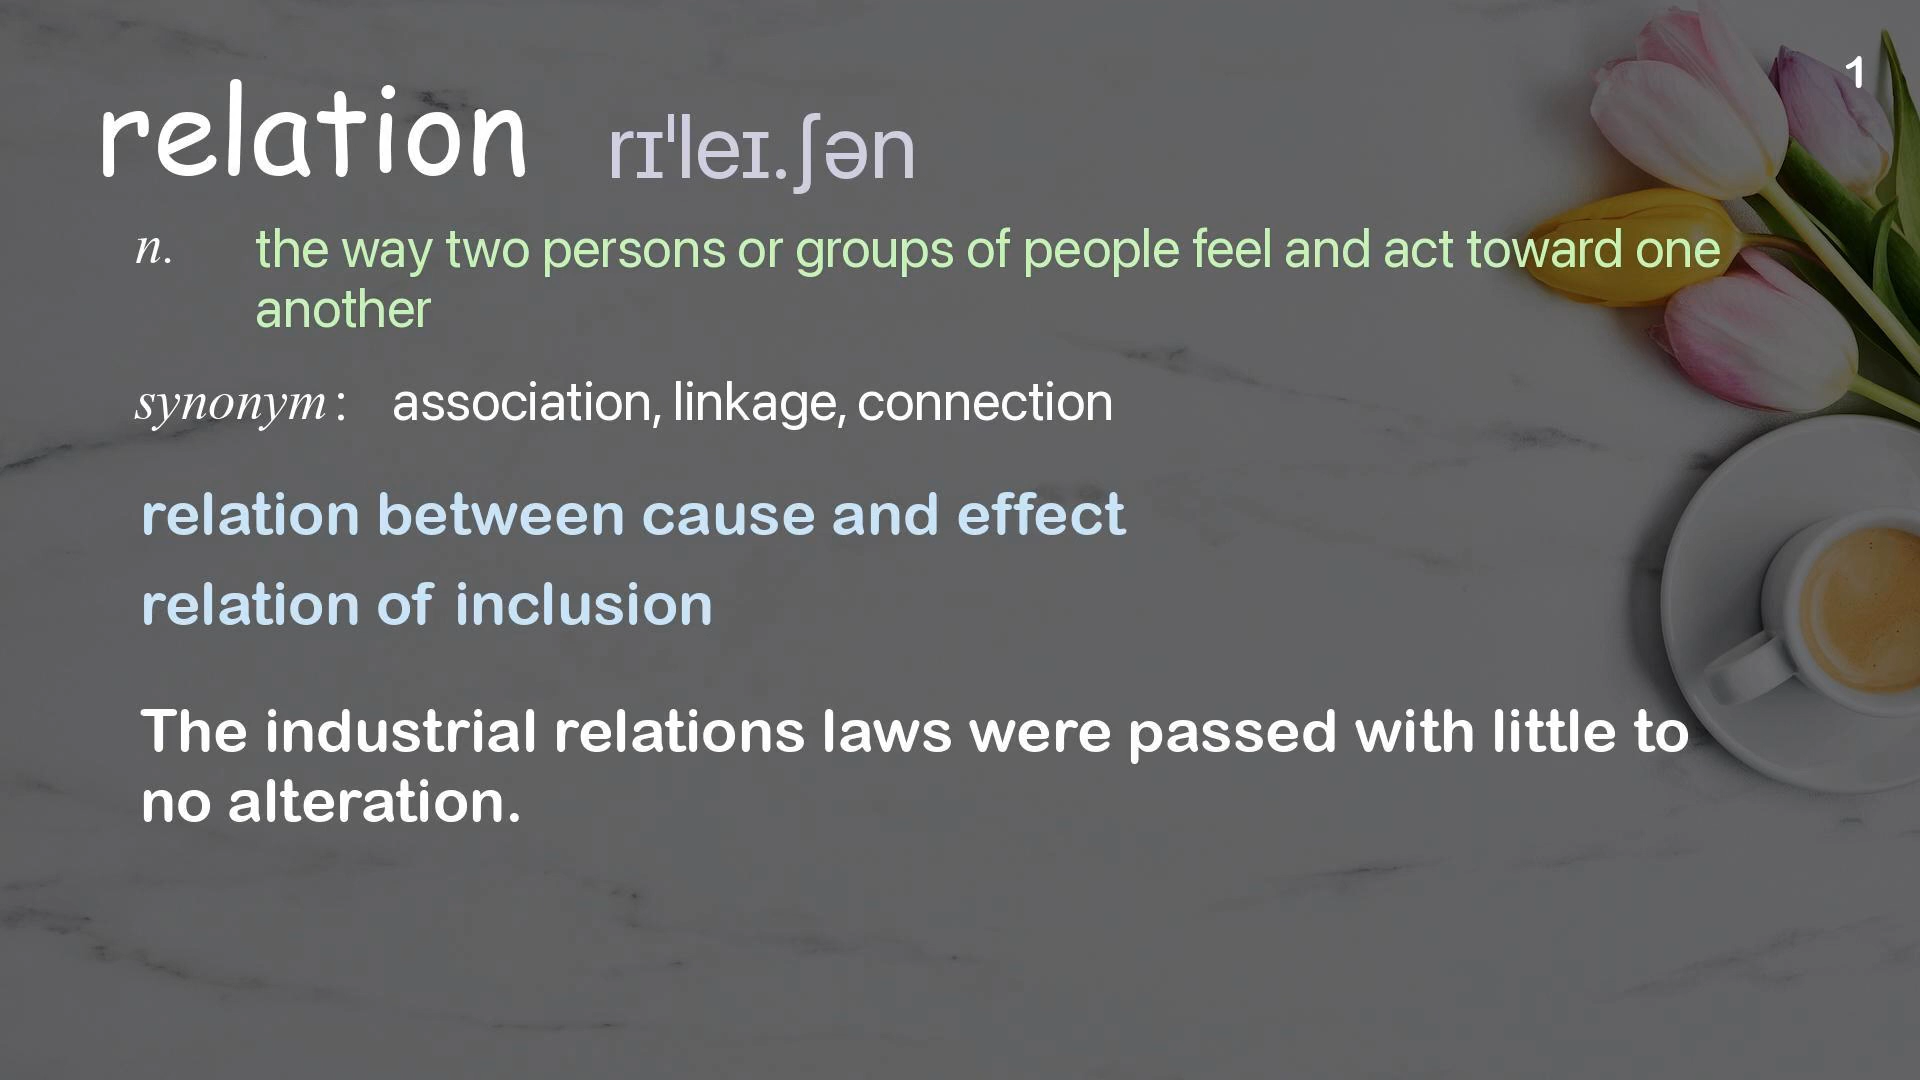 1
relation rɪˈleɪ.ʃən
n. the way two persons or groups of people feel and act toward one
another
synonym: association, linkage, connection
relation between cause and effect
relation of inclusion
The industrial relations laws were passed with little to
no alteration.